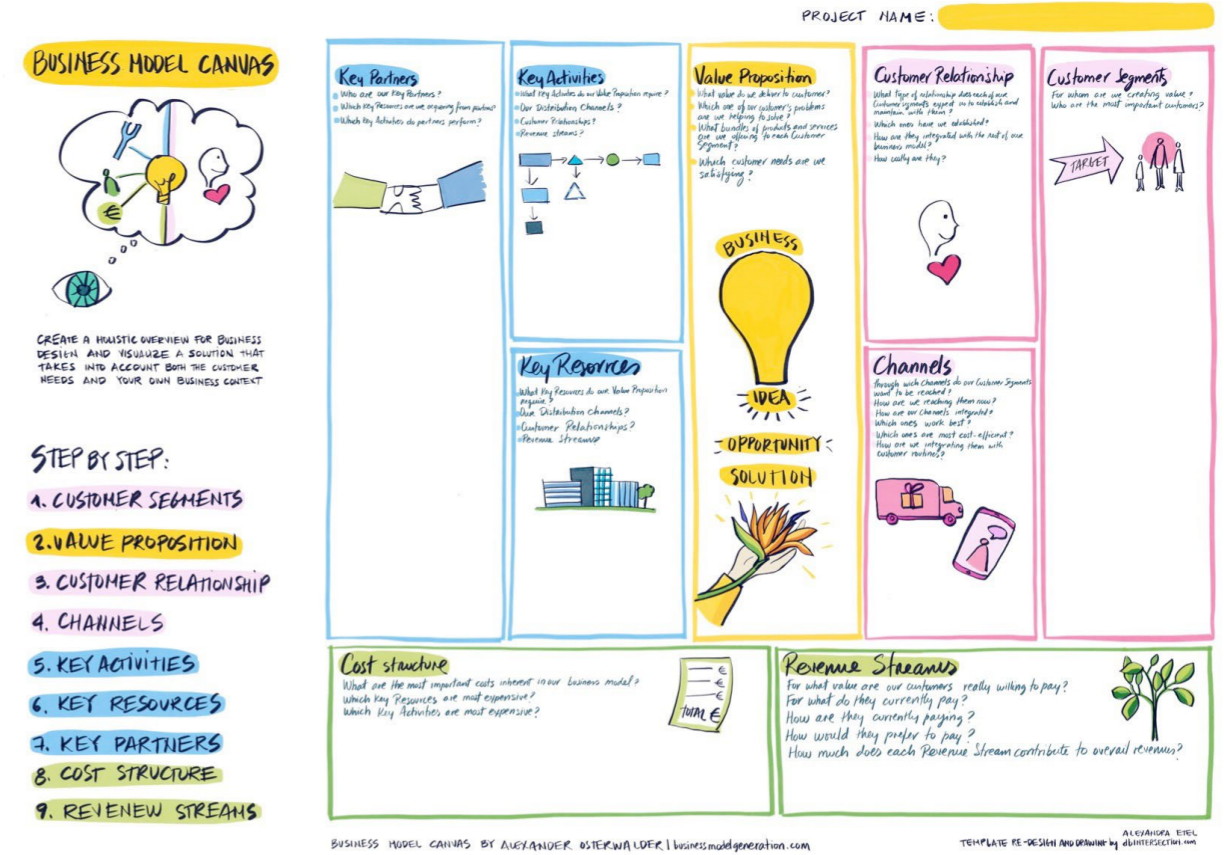 PROJECT NAME:
BUSINESS MODEL CANVAS
€
CREATE A HOLISTIC OVERVIEW FOR BUSINESS
DESIGN AND VISUALIZE A SOLUTION THAT
TAKES INTO ACCOUNT BOTH THE CUSTOMER
NEEDS AND YOUR OWN BUSINESS CONTEXT
STEP BY STEP:
1. CUSTOMER SEGMENTS
2. VALUE PROPOSITION
3. CUSTOMER RELATIONSHIP
4. CHANNELS
5. KEY ACTIVITIES
6. KEY RESOURCES
7. KEY PARTNERS
8. COST STRUCTURE
9. REVENEW STREAMS
Key Partners
Who are our Key Partners?
Which Key Resources are we acquiring from partners?
Which Key Activities do partners perform?
Key Activities
What Key Activities do our Value Proposition require?
Our Distribution Channels?
Customer Relationships?
Revenue streams?
Key Resources
What Key Resources do our Value Proposition
require?
Our Distribution Channels?
Customer Relationships?
Revenue Streams
Value Proposition
What value do we deliver to customer?
Which one of our customer's problems
are we helping to solve?
What bundles of products and services
are we offering to each Customer
Segment?
Which customer needs are we
satisfying?
BUSINESS
IDEA
OPPORTUNITY
SOLUTION
Customer Relationship
What type of relationship does each of our
Customer segments expect us to establish and
maintain with them?
Which ones have we established?
How are they integrated with the rest of our
business model?
How costly are they?
Channels
Through wich Channels do our Customer Segments
want to be reached?
How are we reaching them now?
How are our Channels integrated?
Which ones work best?
Which ones are most cost-efficient?
How are we integrating them with
customer routines?
Customer Segments
For whom are we creating value?
Who are the most important customers?
TARGET
Cost structure
What are the most important costs inherent in our business model?
Which Key Resources are most expensive?
Which Key Activities are most expensive?
€
€
€
TOTAL €
Revenue Streams
For what value are our customers really willing to pay?
For what do they currently pay?
How are they currently paying?
How would they prefer to pay?
How much does each Revenue Stream contribute to overall revenues?
BUSINESS MODEL CANVAS BY ALEXANDER OSTERWALDER | businessmodelgeneration.com
ALEXANDRA ETEL
TEMPLATE RE-DESIGN AND DRAWING by dbINTERSECTION.com